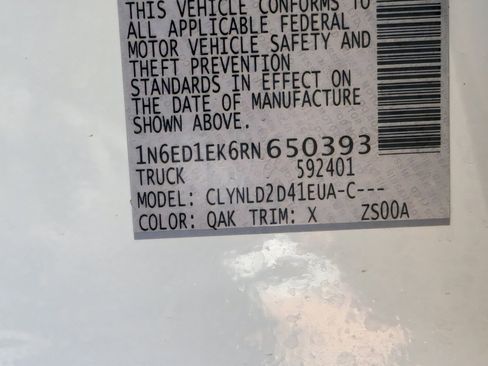 THIS VEHICLE CONFORMS TO
ALL APPLICABLE FEDERAL
MOTOR VEHICLE SAFETY AND
THEFT PREVENTION
STANDARDS IN EFFECT ON
THE DATE OF MANUFACTURE
SHOWN ABOVE.
1N6ED1EK6RN650393
TRUCK 592401
MODEL: CLYNLD2D41EUA-C---
COLOR: QAK TRIM: X ZS00A